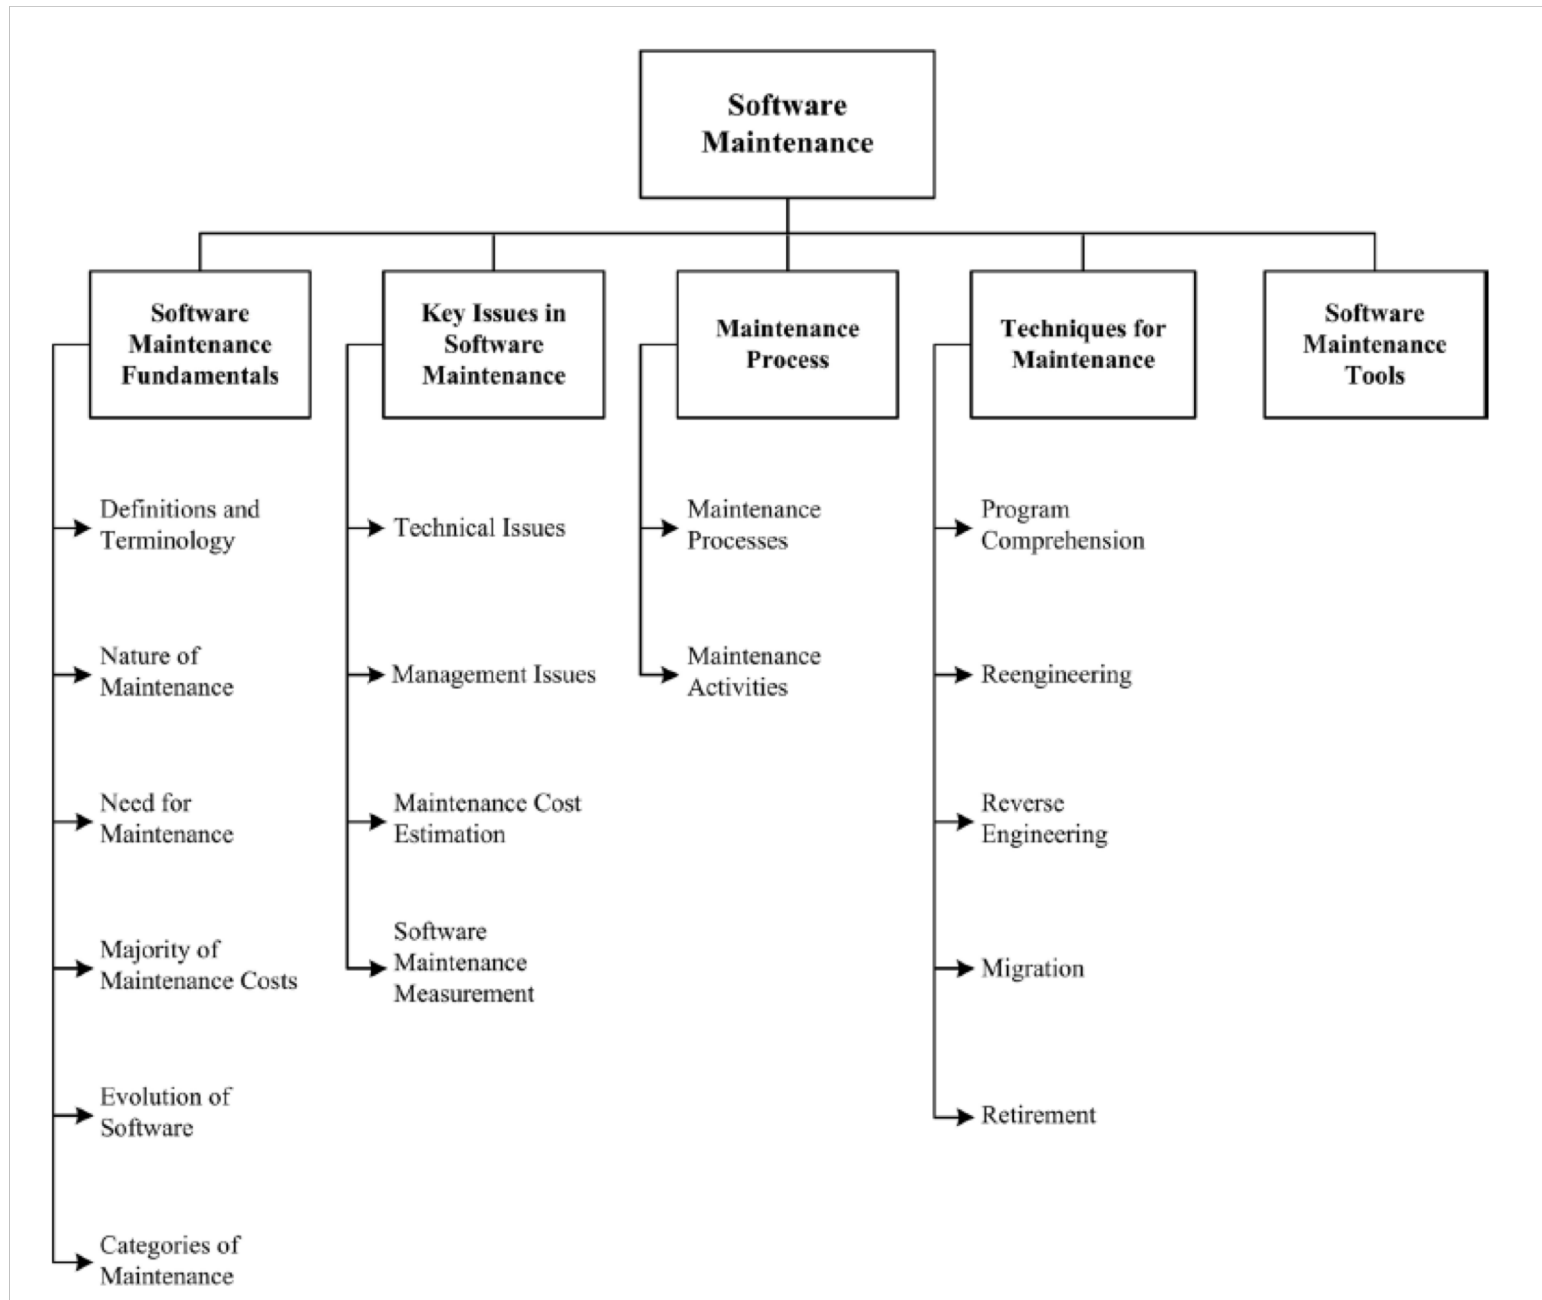 Software
Maintenance
Software
Maintenance
Fundamentals
Key Issues in
Software
Maintenance
Maintenance
Process
Techniques for
Maintenance
Software
Maintenance
Tools
Definitions and
Terminology
Nature of
Maintenance
Need for
Maintenance
Majority of
Maintenance Costs
Evolution of
Software
Categories of
Maintenance
Technical Issues
Management Issues
Maintenance Cost
Estimation
Software
Maintenance
Measurement
Maintenance
Processes
Maintenance
Activities
Program
Comprehension
Reengineering
Reverse
Engineering
Migration
Retirement